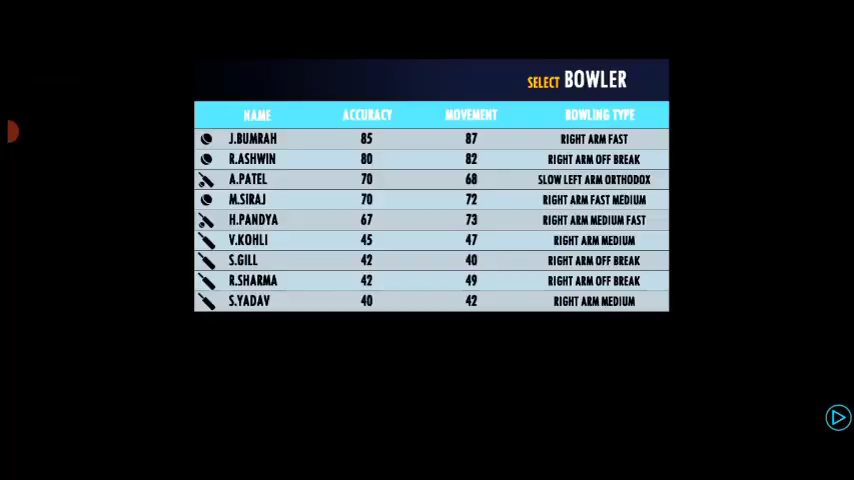 SELECT BOWLER
NAME ACCURACY MOVEMENT BOWLING TYPE
J.BUMRAH 85 87 RIGHT ARM FAST
R.ASHWIN 80 82 RIGHT ARM OFF BREAK
A.PATEL 70 68 SLOW LEFT ARM ORTHODOX
M.SIRAJ 70 72 RIGHT ARM FAST MEDIUM
H.PANDYA 67 73 RIGHT ARM MEDIUM FAST
V.KOHLI 45 47 RIGHT ARM MEDIUM
S.GILL 42 40 RIGHT ARM OFF BREAK
R.SHARMA 42 49 RIGHT ARM OFF BREAK
S.YADAV 40 42 RIGHT ARM MEDIUM